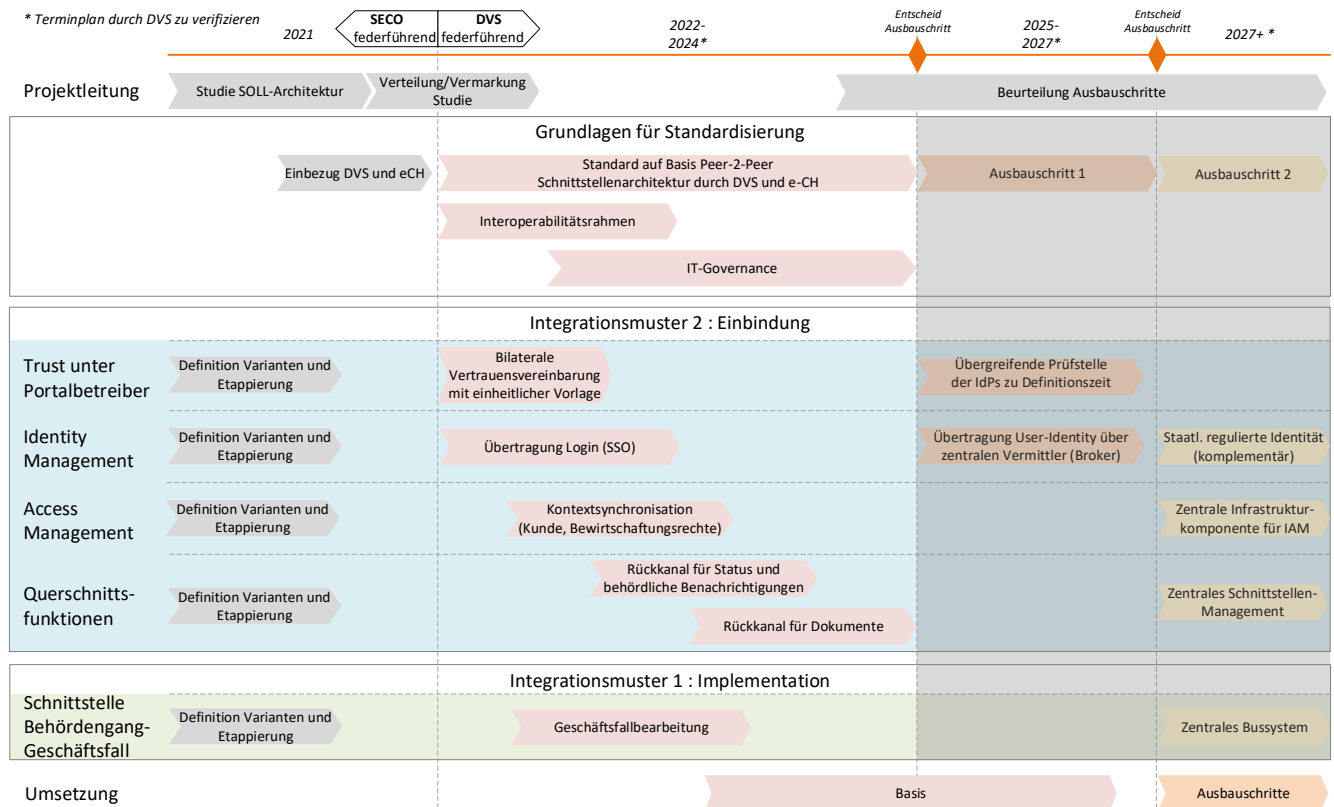 * Terminplan durch DVS zu verifizieren
2021
SECO
federführend
DVS
federführend
2022-
2024*
Entscheid
Ausbauschritt
2025-
2027*
Entscheid
Ausbauschritt
2027+ *
Projektleitung
Studie SOLL-Architektur
Verteilung/Vermarkung
Studie
Beurteilung Ausbauschritte
Grundlagen für Standardisierung
Einbezug DVS und eCH
Standard auf Basis Peer-2-Peer
Schnittstellenarchitektur durch DVS und e-CH
Ausbauschritt 1
Ausbauschritt 2
Interoperabilitätsrahmen
IT-Governance
Integrationsmuster 2 : Einbindung
Trust unter
Portalbetreiber
Definition Varianten und
Etappierung
Bilaterale
Vertrauensvereinbarung
mit einheitlicher Vorlage
Übergreifende Prüfstelle
der IdPs zu Definitionszeit
Identity
Management
Definition Varianten und
Etappierung
Übertragung Login (SSO)
Übertragung User-Identity über
zentralen Vermittler (Broker)
Staatl. regulierte Identität
(komplementär)
Access
Management
Definition Varianten und
Etappierung
Kontextsynchronisation
(Kunde, Bewirtschaftungsrechte)
Zentrale Infrastruktur-
komponente für IAM
Querschnitts-
funktionen
Definition Varianten und
Etappierung
Rückkanal für Status und
behördliche Benachrichtigungen
Rückkanal für Dokumente
Zentrales Schnittstellen-
Management
Integrationsmuster 1 : Implementation
Schnittstelle
Behördengang-
Geschäftsfall
Definition Varianten und
Etappierung
Geschäftsfallbearbeitung
Zentrales Bussystem
Umsetzung
Basis
Ausbauschritte